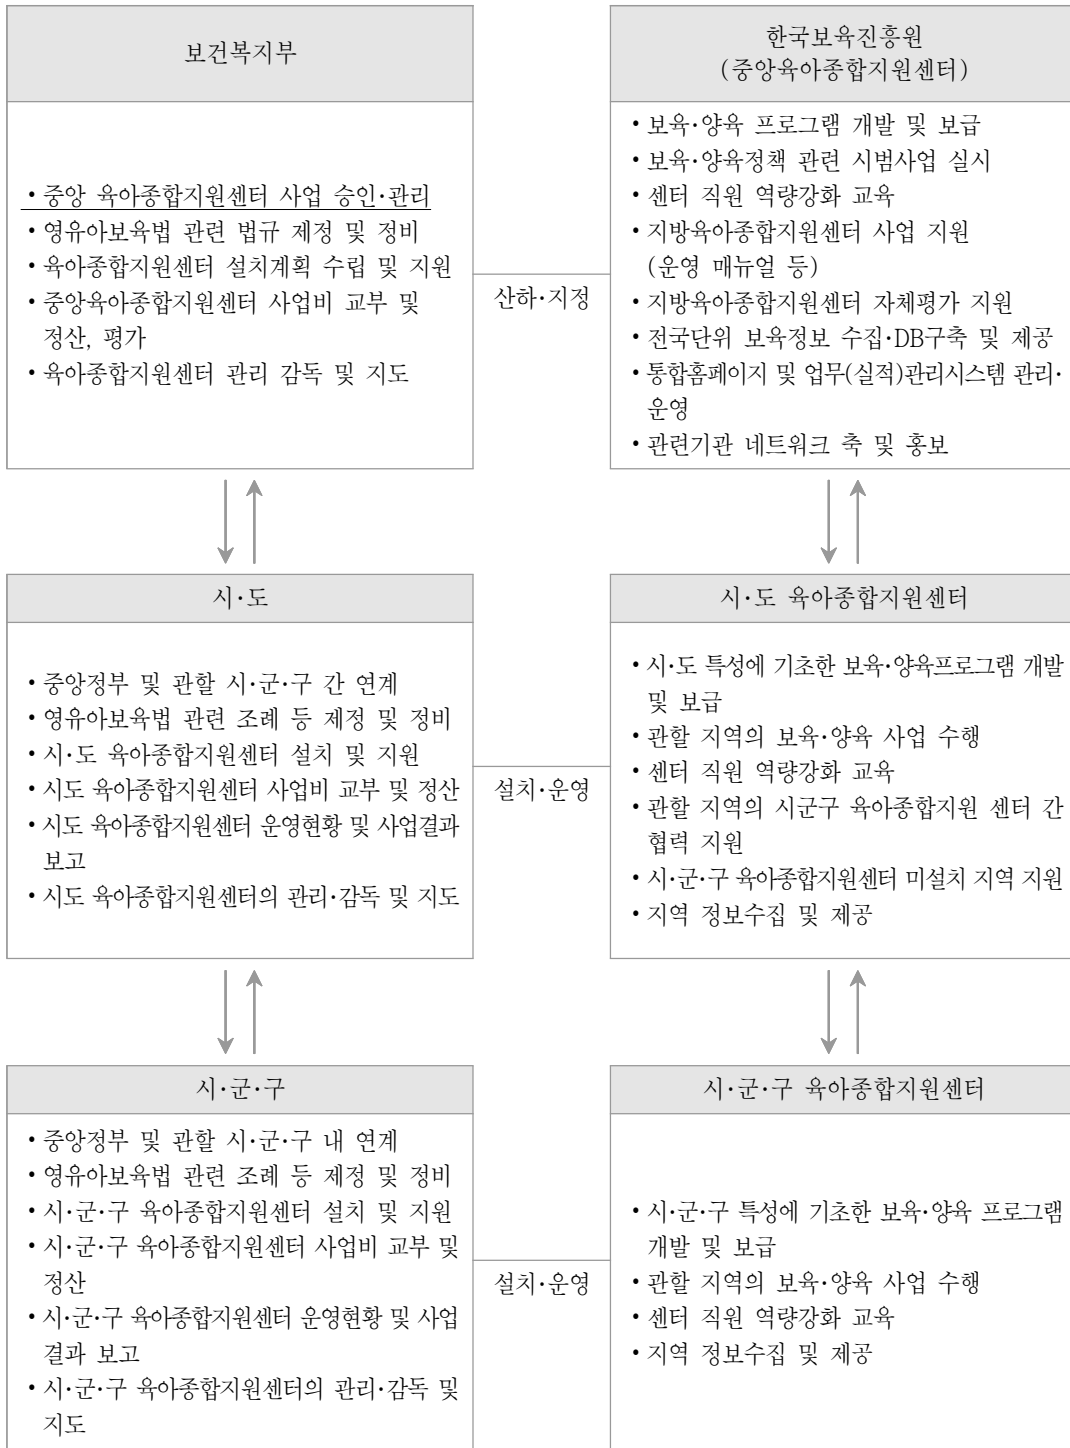 보건복지부
• 중앙 육아종합지원센터 사업 승인·관리
• 영유아보육법 관련 법규 제정 및 정비
• 육아종합지원센터 설치계획 수립 및 지원
• 중앙육아종합지원센터 사업비 교부 및
정산, 평가
• 육아종합지원센터 관리 감독 및 지도
산하·지정
한국보육진흥원
(중앙육아종합지원센터)
• 보육·양육 프로그램 개발 및 보급
• 보육·양육정책 관련 시범사업 실시
• 센터 직원 역량강화 교육
• 지방육아종합지원센터 사업 지원
(운영 매뉴얼 등)
• 지방육아종합지원센터 자체평가 지원
• 전국단위 보육정보 수집·DB구축 및 제공
• 통합홈페이지 및 업무(실적)관리시스템 관리·
운영
• 관련기관 네트워크 축 및 홍보
시·도
• 중앙정부 및 관할 시·군·구 간 연계
• 영유아보육법 관련 조례 등 제정 및 정비
• 시·도 육아종합지원센터 설치 및 지원
• 시도 육아종합지원센터 사업비 교부 및 정산
• 시도 육아종합지원센터 운영현황 및 사업결과
보고
• 시도 육아종합지원센터의 관리·감독 및 지도
설치·운영
시·도 육아종합지원센터
• 시·도 특성에 기초한 보육·양육프로그램 개발
및 보급
• 관할 지역의 보육·양육 사업 수행
• 센터 직원 역량강화 교육
• 관할 지역의 시군구 육아종합지원 센터 간
협력 지원
• 시·군·구 육아종합지원센터 미설치 지역 지원
• 지역 정보수집 및 제공
시·군·구
• 중앙정부 및 관할 시·군·구 내 연계
• 영유아보육법 관련 조례 등 제정 및 정비
• 시·군·구 육아종합지원센터 설치 및 지원
• 시·군·구 육아종합지원센터 사업비 교부 및
정산
• 시·군·구 육아종합지원센터 운영현황 및 사업
결과 보고
• 시·군·구 육아종합지원센터의 관리·감독 및
지도
설치·운영
시·군·구 육아종합지원센터
• 시·군·구 특성에 기초한 보육·양육 프로그램
개발 및 보급
• 관할 지역의 보육·양육 사업 수행
• 센터 직원 역량강화 교육
• 지역 정보수집 및 제공